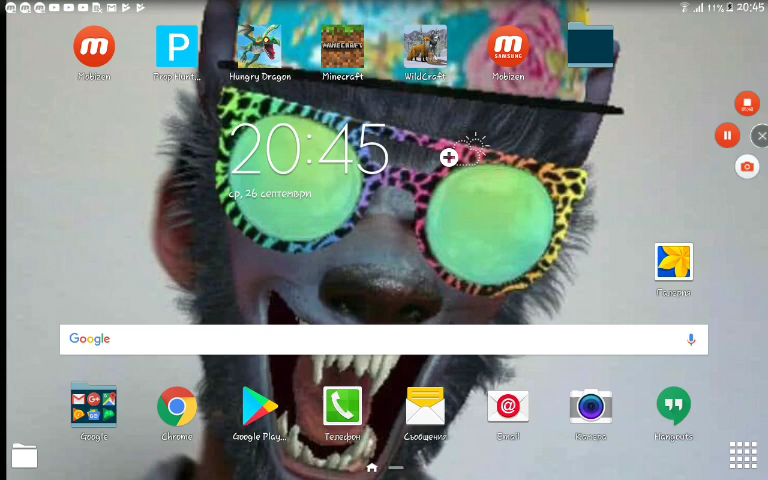 11% 20:45
Mobizen
Prop Hunt...
Hungry Dragon
Minecraft
WildCraft
Mobizen
MINECRAFT
SAMSUNG
20:45
ср, 26 септември
Галерия
Google
Google
Chrome
Google Play...
Телефон
Съобщения
Email
Камера
Hangouts